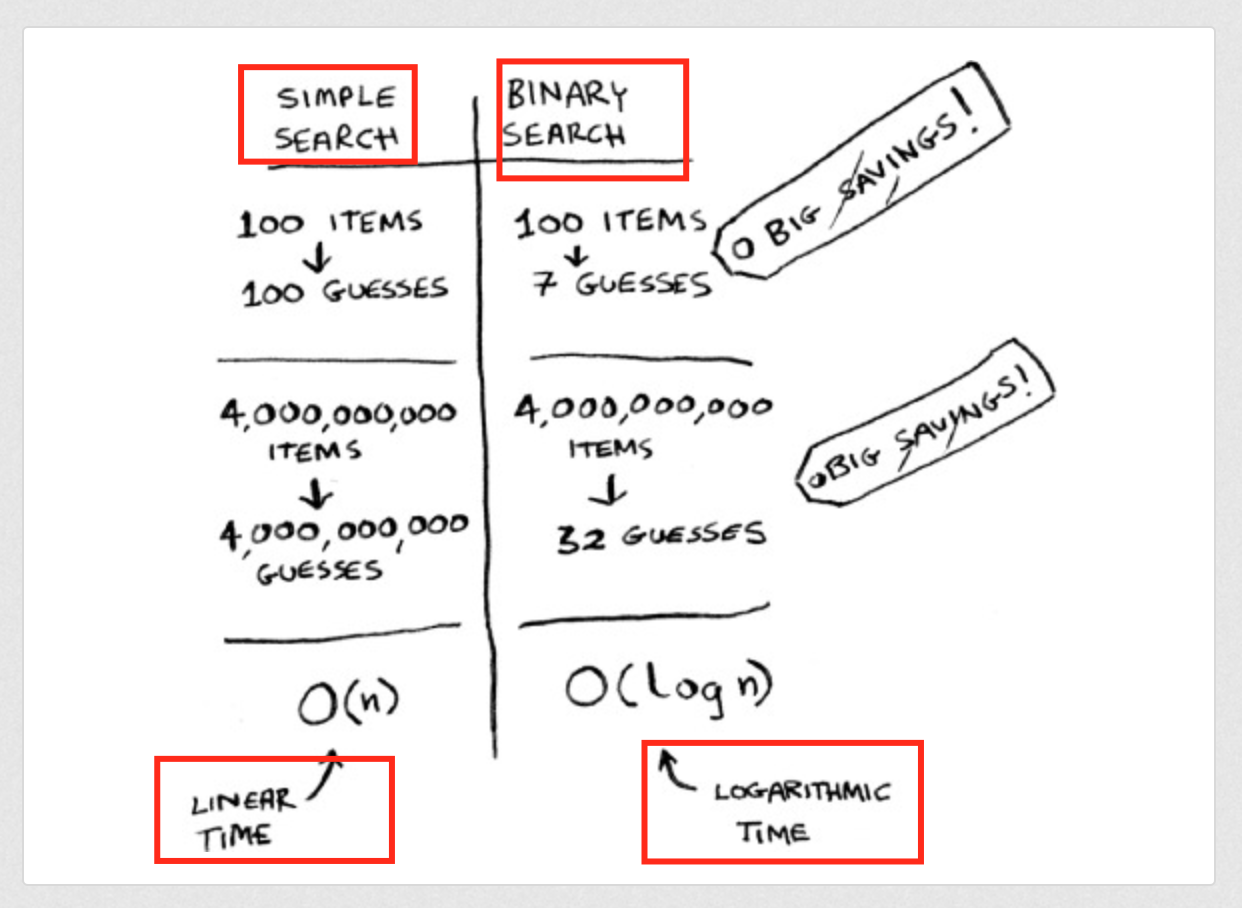 SIMPLE
SEARCH
BINARY
SEARCH
100 ITEMS
100 GUESSES
100 ITEMS
7 GUESSES
BIG SAVINGS!
4,000,000,000
ITEMS
4,000,000,000
GUESSES
4,000,000,000
ITEMS
32 GUESSES
BIG SAVINGS!
O(n)
O(log n)
LINEAR
TIME
LOGARITHMIC
TIME